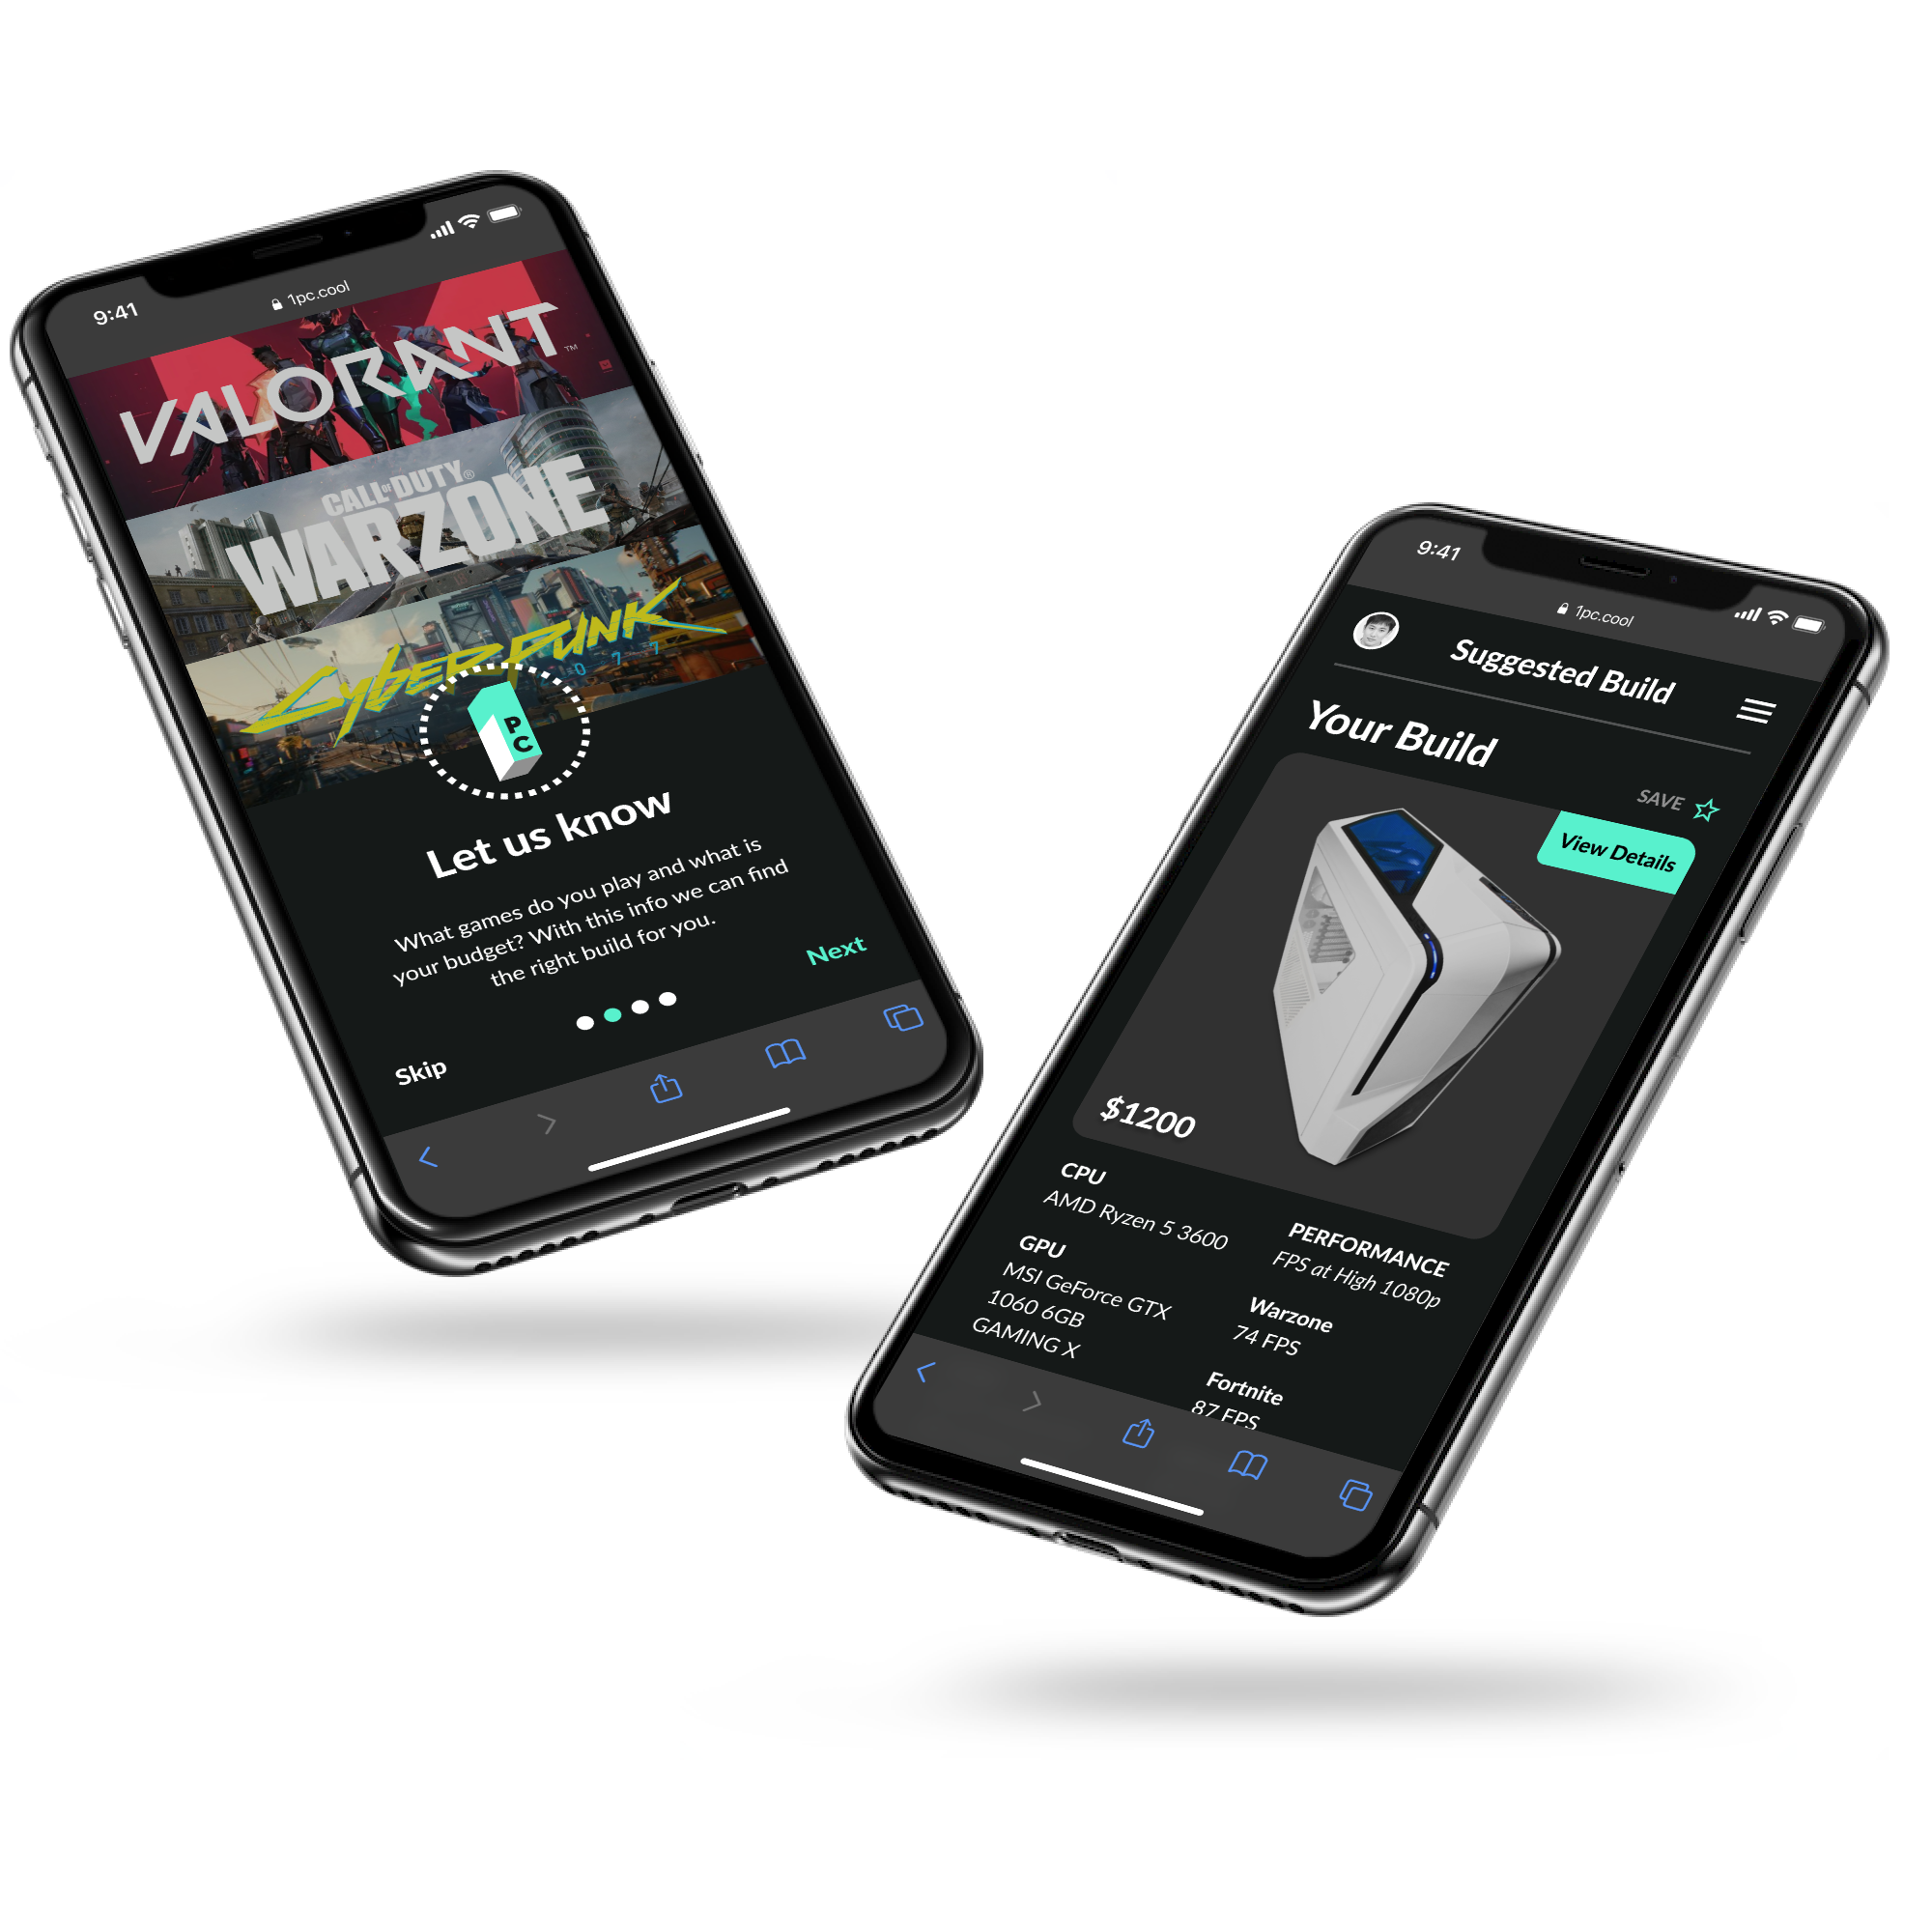 9:41
1pc.cool
VALORANT™
CALL OF DUTY®
WARZONE
CYBERPUNK
2077
PC
Let us know
What games do you play and what is
your budget? With this info we can find
the right build for you.
Next
Skip
9:41
1pc.cool
Suggested Build
Your Build
SAVE
View Details
$1200
CPU
AMD Ryzen 5 3600
GPU
MSI GeForce GTX
1060 6GB
GAMING X
PERFORMANCE
FPS at High 1080p
Warzone
74 FPS
Fortnite
87 FPS